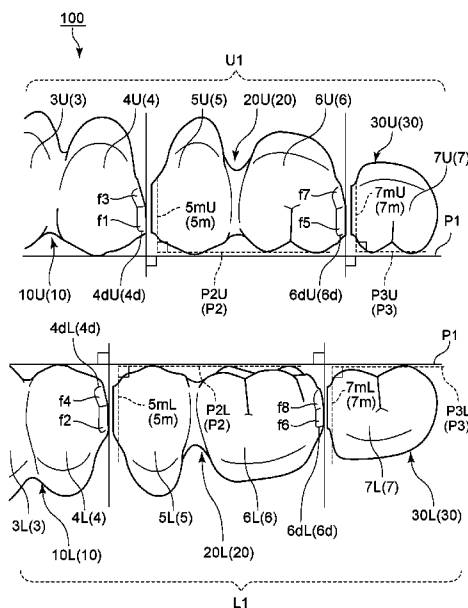 100
U1
3U(3) 4U(4) 5U(5) 20U(20) 6U(6) 30U(30)
7U(7)
f3 f7
5mU 7mU
f1 (5m) f5 (7m)
P1
10U(10) P2U 6dU(6d) P3U
4dU(4d) (P2) (P3)
4dL(4d)
P1
f4 5mL P2L f8 7mL P3L
(5m) (P2) (7m) (P3)
f2 f6
3L(3) 4L(4) 5L(5) 6L(6) 7L(7)
6dL(6d) 30L(30)
10L(10) 20L(20)
L1